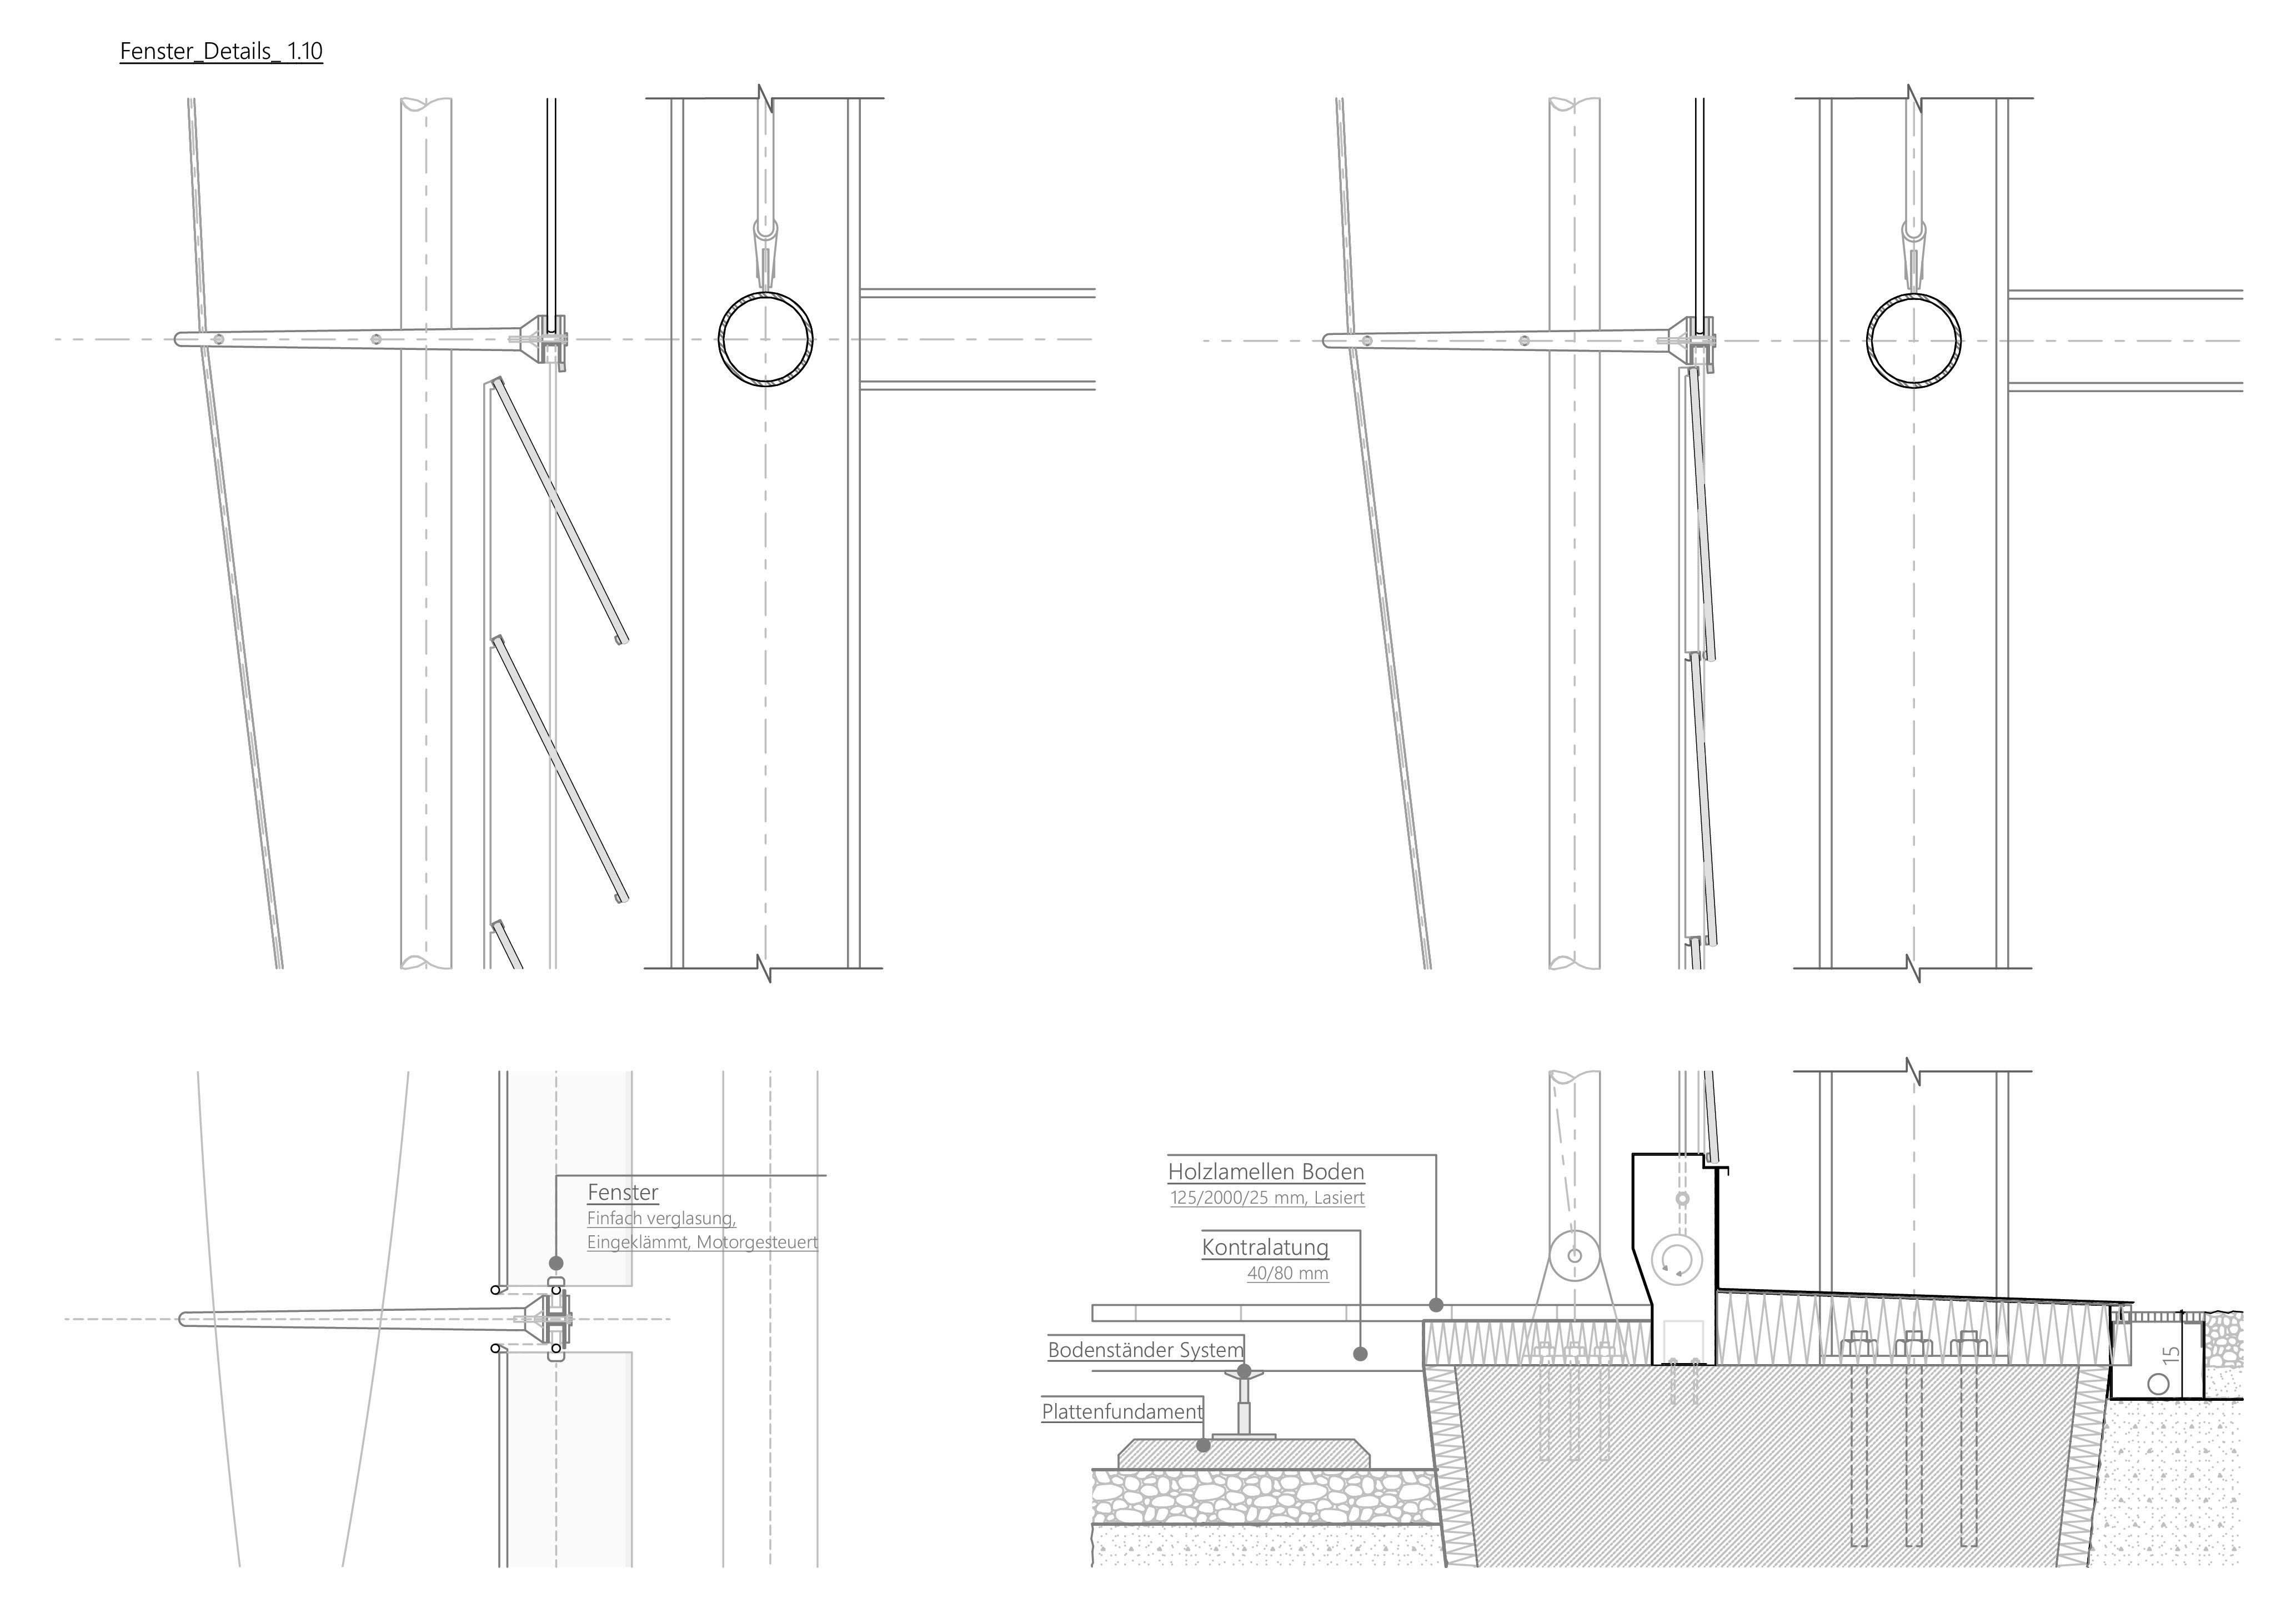 Fenster_Details_ 1.10
Fenster
Einfach verglasung,
Eingeklämmt, Motorgesteuert
Holzlamellen Boden
125/2000/25 mm, Lasiert
Kontralatung
40/80 mm
Bodenständer System
Plattenfundament
15